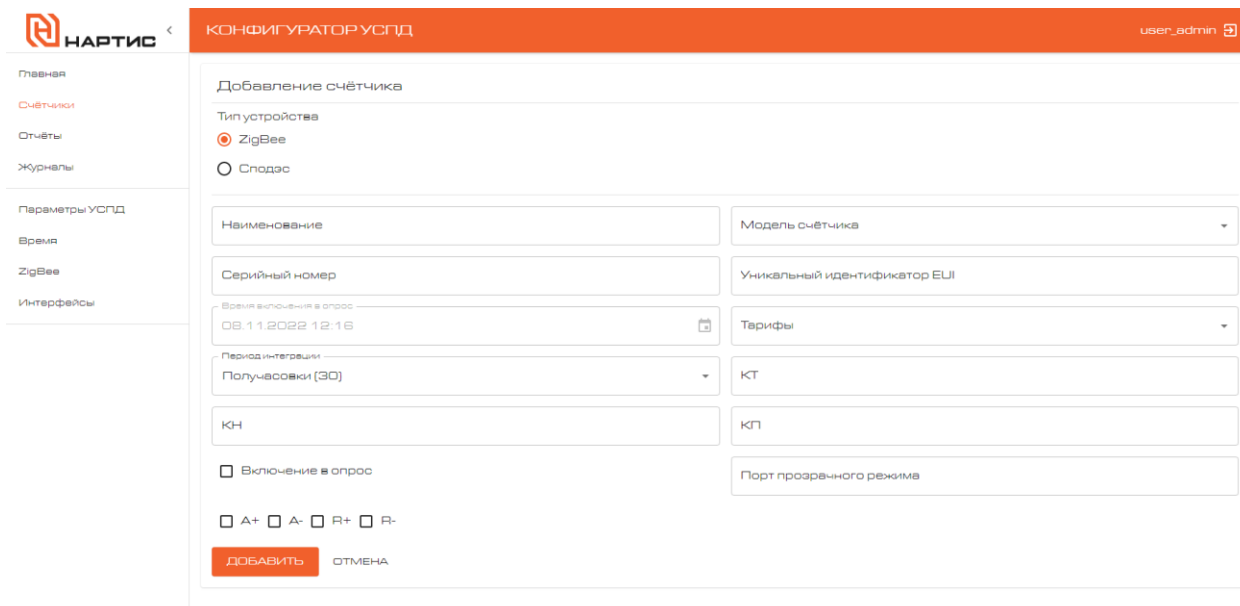 НАРТИС
КОНФИГУРАТОР УСПД
user_admin
Главная
Счётчики
Отчёты
Журналы
Параметры УСПД
Время
ZigBee
Интерфейсы
Добавление счётчика
Тип устройства
ZigBee
Сподэс
Наименование
Модель счётчика
Серийный номер
Уникальный идентификатор EUI
Время включения в опрос
08.11.2022 12:16
Тарифы
Период интеграции
Получасовки (30)
КТ
КН
КП
Включение в опрос
Порт прозрачного режима
A+ A- R+ R-
ДОБАВИТЬ ОТМЕНА